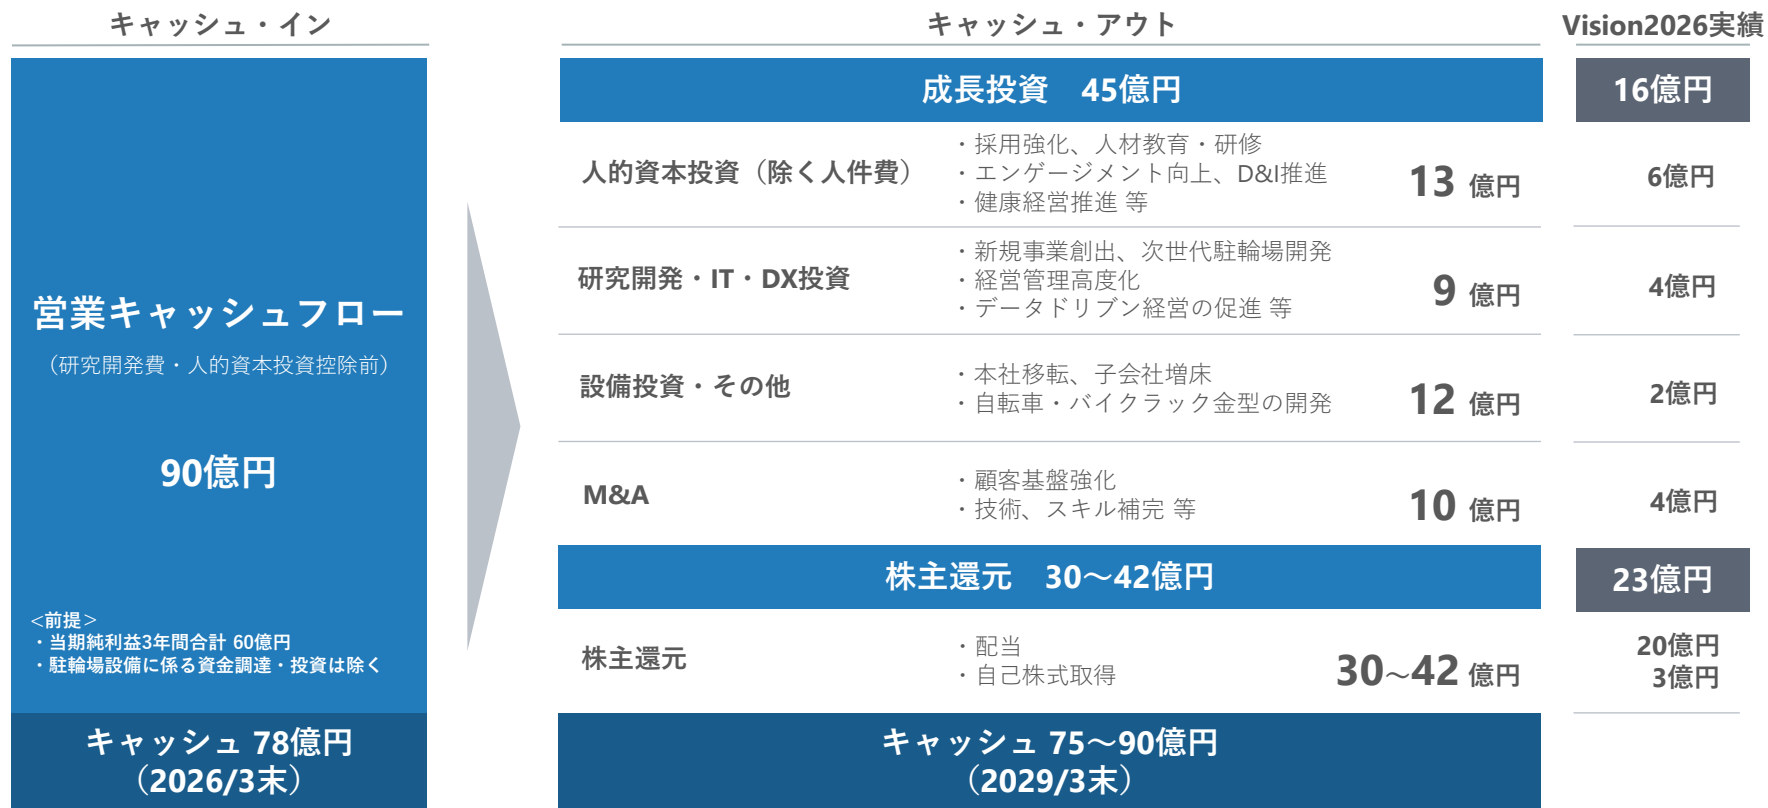 キャッシュ・イン
キャッシュ・アウト
Vision2026実績
営業キャッシュフロー
（研究開発費・人的資本投資控除前）
90億円
<前提>
・当期純利益3年間合計 60億円
・駐輪場設備に係る資金調達・投資は除く
キャッシュ 78億円
（2026/3末）
成長投資　45億円
16億円
人的資本投資（除く人件費）
・採用強化、人材教育・研修
・エンゲージメント向上、D&I推進
・健康経営推進 等
13 億円
6億円
研究開発・IT・DX投資
・新規事業創出、次世代駐輪場開発
・経営管理高度化
・データドリブン経営の促進 等
9 億円
4億円
設備投資・その他
・本社移転、子会社増床
・自転車・バイクラック金型の開発
12 億円
2億円
M&A
・顧客基盤強化
・技術、スキル補完 等
10 億円
4億円
株主還元　30～42億円
23億円
株主還元
・配当
・自己株式取得
30～42 億円
20億円
3億円
キャッシュ 75～90億円
（2029/3末）